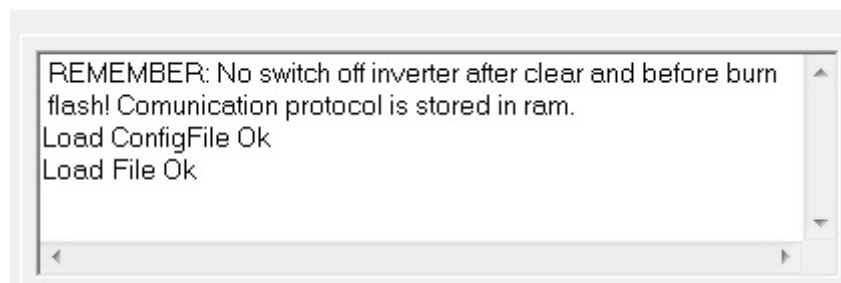 REMEMBER: No switch off inverter after clear and before burn
flash! Comunication protocol is stored in ram.
Load ConfigFile Ok
Load File Ok